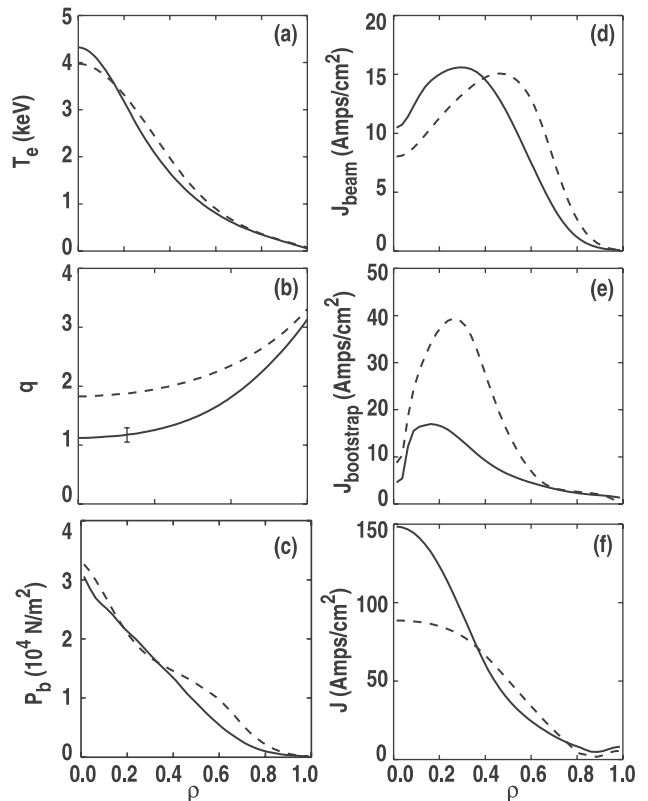 (a)
5
4
3
2
1
0
T_e (keV)
(b)
4
3
2
1
0
q
(c)
4
3
2
1
0
P_b (10^4 N/m^2)
0.0 0.2 0.4 0.6 0.8 1.0
ρ
(d)
20
15
10
5
0
J_beam (Amps/cm^2)
(e)
50
40
30
20
10
0
J_bootstrap (Amps/cm^2)
(f)
150
100
50
0
J (Amps/cm^2)
0.0 0.2 0.4 0.6 0.8 1.0
ρ